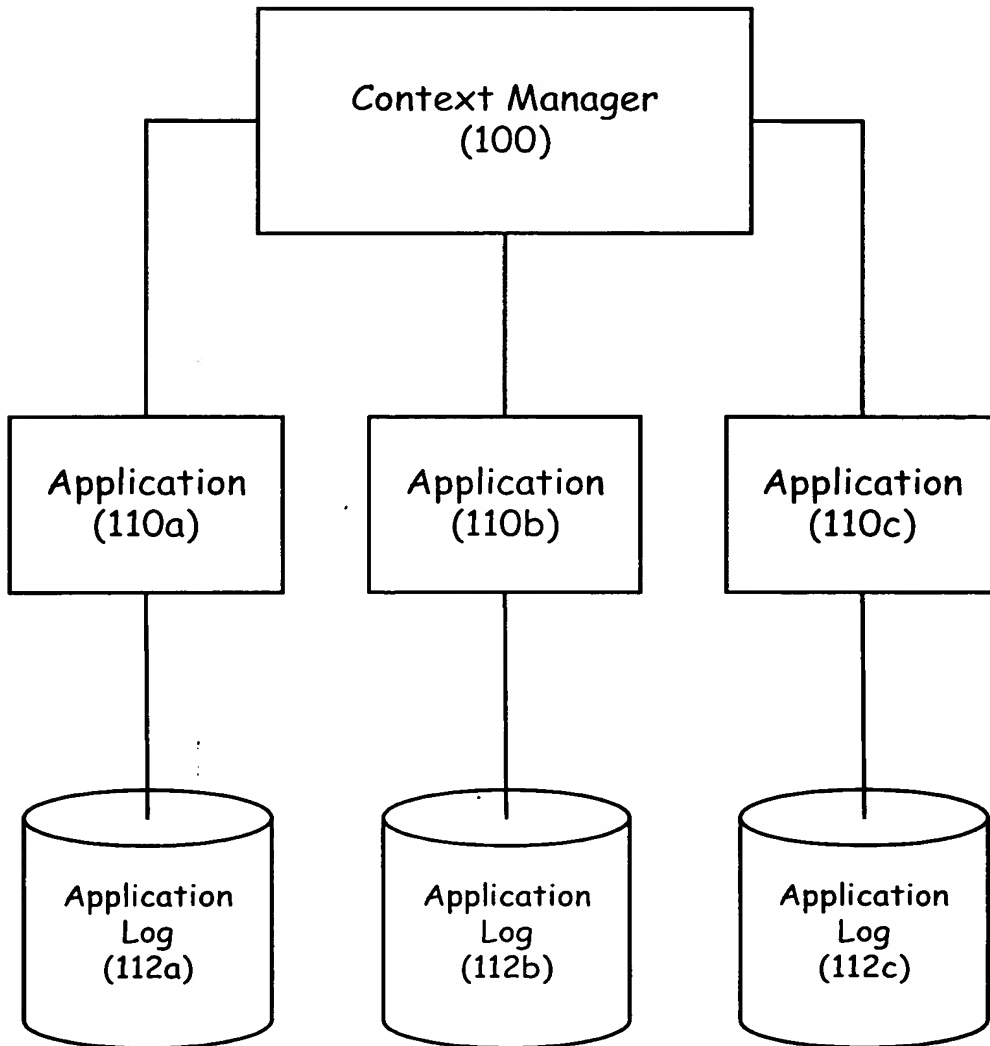 Context Manager
(100)
Application
(110a)
Application
(110b)
Application
(110c)
Application
Log
(112a)
Application
Log
(112b)
Application
Log
(112c)